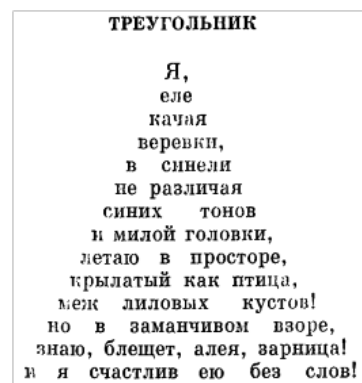 ТРЕУГОЛЬНИК
Я,
еле
качая
веревки,
в синели
не различая
синих тонов
и милой головки,
летаю в просторе,
крылатый как птица,
меж лиловых кустов!
но в заманчивом взоре,
знаю, блещет, алея, зарница!
и я счастлив ею без слов!